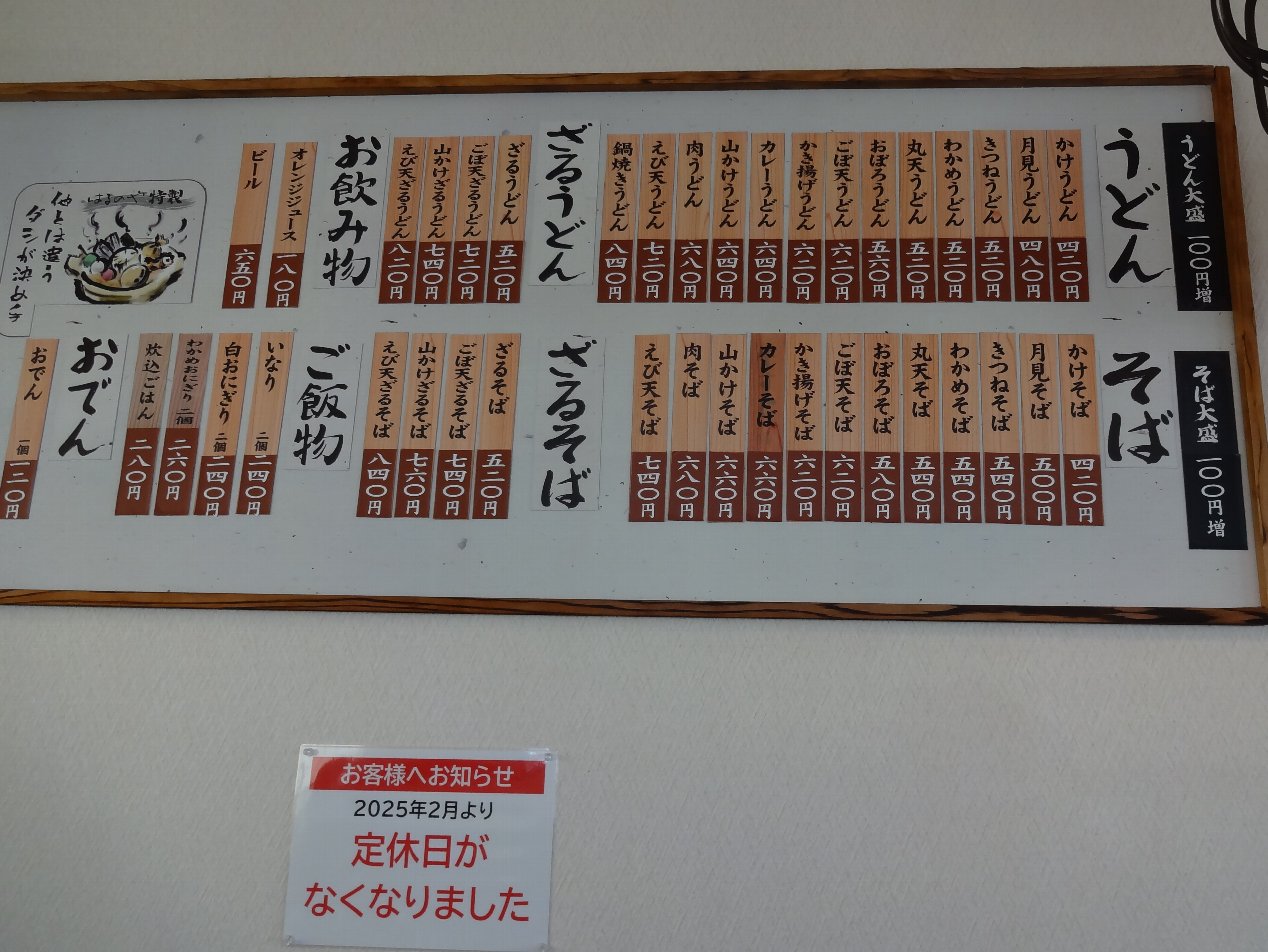 うどん大盛 一〇〇円増
うどん
かけうどん 四二〇円
月見うどん 四八〇円
きつねうどん 五二〇円
わかめうどん 五二〇円
丸天うどん 五二〇円
おぼろうどん 五六〇円
ごぼ天うどん 六二〇円
かき揚げうどん 六二〇円
カレーうどん 六四〇円
山かけうどん 六四〇円
肉うどん 六八〇円
えび天うどん 七二〇円
鍋焼きうどん 八四〇円
ざるうどん
ざるうどん 五二〇円
ごぼ天ざるうどん 七二〇円
山かけざるうどん 七四〇円
えび天ざるうどん 八二〇円
お飲み物
オレンジジュース 一八〇円
ビール 六五〇円
はるのや 特製
他とは違う
ダシが決め手
そば大盛 一〇〇円増
そば
かけそば 四二〇円
月見そば 五〇〇円
きつねそば 五四〇円
わかめそば 五四〇円
丸天そば 五四〇円
おぼろそば 五八〇円
ごぼ天そば 六二〇円
かき揚げそば 六二〇円
カレーそば 六六〇円
山かけそば 六六〇円
肉そば 六八〇円
えび天そば 七四〇円
ざるそば
ざるそば 五二〇円
ごぼ天ざるそば 七四〇円
山かけざるそば 七六〇円
えび天ざるそば 八四〇円
ご飯物
いなり 二個 二四〇円
白おにぎり 二個 二四〇円
わかめおにぎり 二個 二六〇円
炊込ごはん 二八〇円
おでん
おでん 一個 一二〇円
お客様へお知らせ
2025年2月より
定休日が
なくなりました